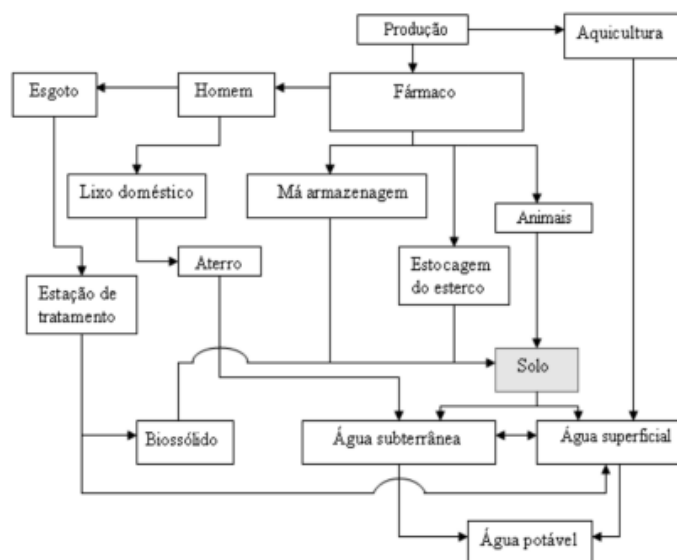 Produção
Aquicultura
Esgoto
Homem
Fármaco
Lixo doméstico
Má armazenagem
Animais
Aterro
Estocagem
do esterco
Estação de
tratamento
Solo
Biossólido
Água subterrânea
Água superficial
Água potável